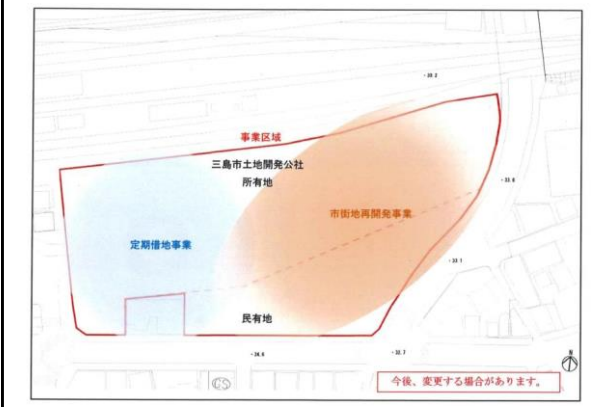 事業区域
三島市土地開発公社
所有地
市街地再開発事業
定期借地事業
民有地
N
GS
今後、変更する場合があります。